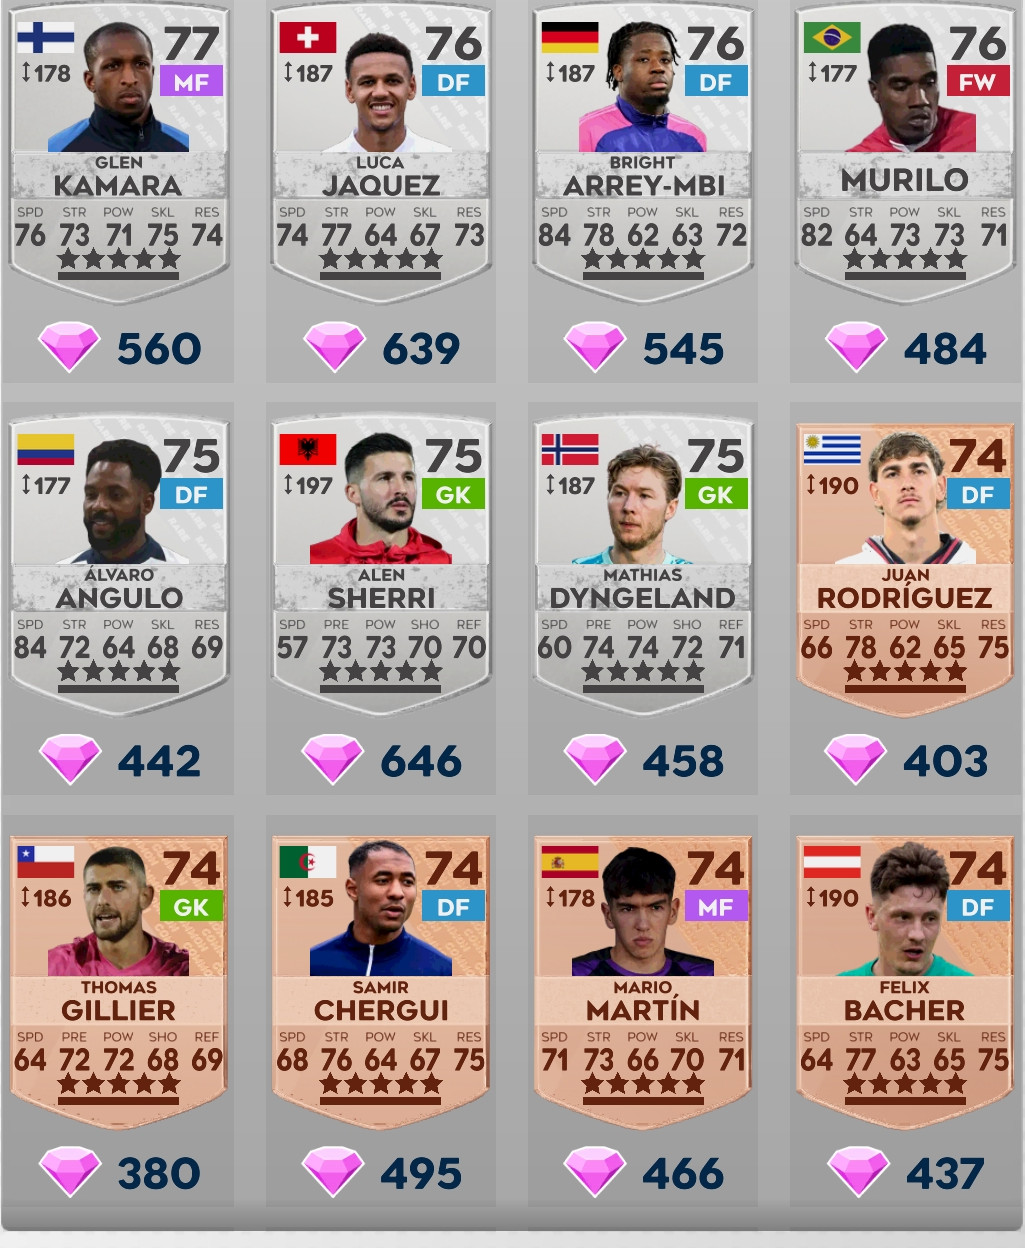 77
178
MF
GLEN
KAMARA
SPD STR POW SKL RES
76 73 71 75 74
560
76
187
DF
LUCA
JAQUEZ
SPD STR POW SKL RES
74 77 64 67 73
639
76
187
DF
BRIGHT
ARREY-MBI
SPD STR POW SKL RES
84 78 62 63 72
545
76
177
FW
MURILO
SPD STR POW SKL RES
82 64 73 73 71
484
75
177
DF
ÁLVARO
ANGULO
SPD STR POW SKL RES
84 72 64 68 69
442
75
197
GK
ALEN
SHERRI
SPD PRE POW SHO REF
57 73 73 70 70
646
75
187
GK
MATHIAS
DYNGELAND
SPD PRE POW SHO REF
60 74 74 72 71
458
74
190
DF
JUAN
RODRÍGUEZ
SPD STR POW SKL RES
66 78 62 65 75
403
74
186
GK
THOMAS
GILLIER
SPD PRE POW SHO REF
64 72 72 68 69
380
74
185
DF
SAMIR
CHERGUI
SPD STR POW SKL RES
68 76 64 67 75
495
74
178
MF
MARIO
MARTÍN
SPD STR POW SKL RES
71 73 66 70 71
466
74
190
DF
FELIX
BACHER
SPD STR POW SKL RES
64 77 63 65 75
437